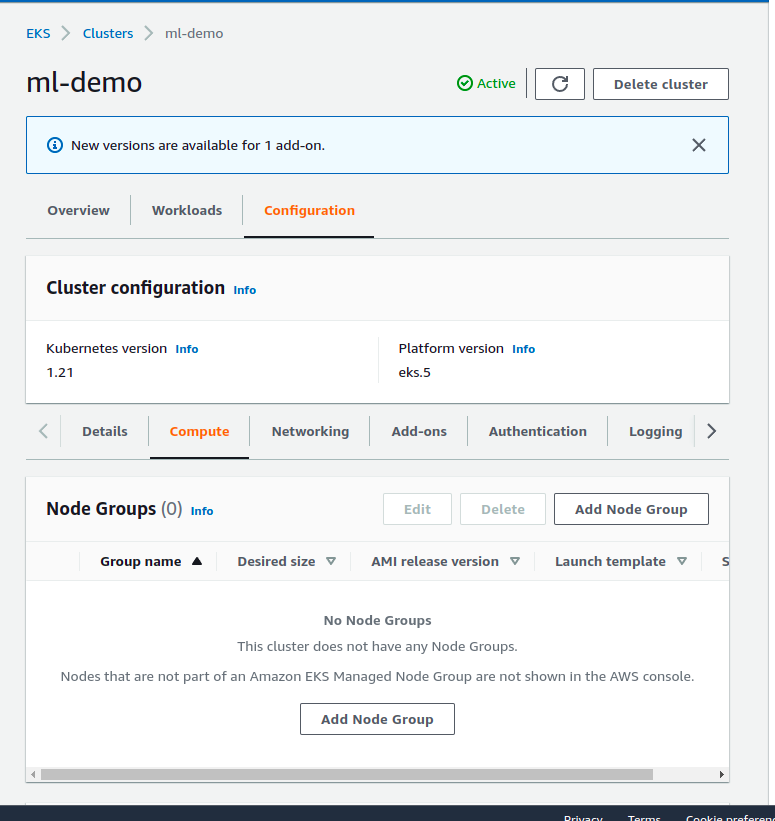 EKS Clusters ml-demo
ml-demo
Active
Delete cluster
New versions are available for 1 add-on.
Overview Workloads Configuration
Cluster configuration Info
Kubernetes version Info
1.21
Platform version Info
eks.5
Details Compute Networking Add-ons Authentication Logging
Node Groups (0) Info
Edit Delete Add Node Group
Group name Desired size AMI release version Launch template S
No Node Groups
This cluster does not have any Node Groups.
Nodes that are not part of an Amazon EKS Managed Node Group are not shown in the AWS console.
Add Node Group
Privacy Terms Cookie preferenc